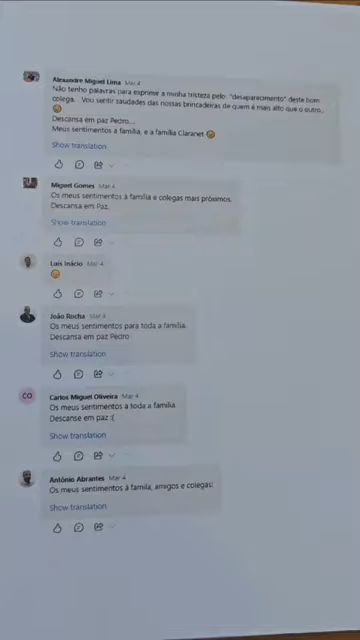 Alexandre Miguel Lima Mar 4
Não tenho palavras para exprimir a minha tristeza pelo "desaparecimento" deste bom
colega. Vou sentir saudades das nossas brincadeiras de quem é mais alto que o outro..
Descansa em paz Pedro...
Meus sentimentos à família, e a família Claranet
Show translation
Miguel Gomes Mar 4
Os meus sentimentos à família e colegas mais próximos.
Descansa em Paz.
Show translation
Luís Inácio Mar 4
João Rocha Mar 4
Os meus sentimentos para toda a família.
Descansa em paz Pedro
Show translation
CO
Carlos Miguel Oliveira Mar 4
Os meus sentimentos à toda a família.
Descanse em paz :(
Show translation
António Abrantes Mar 4
Os meus sentimentos à famíla, amigos e colegas;
Show translation